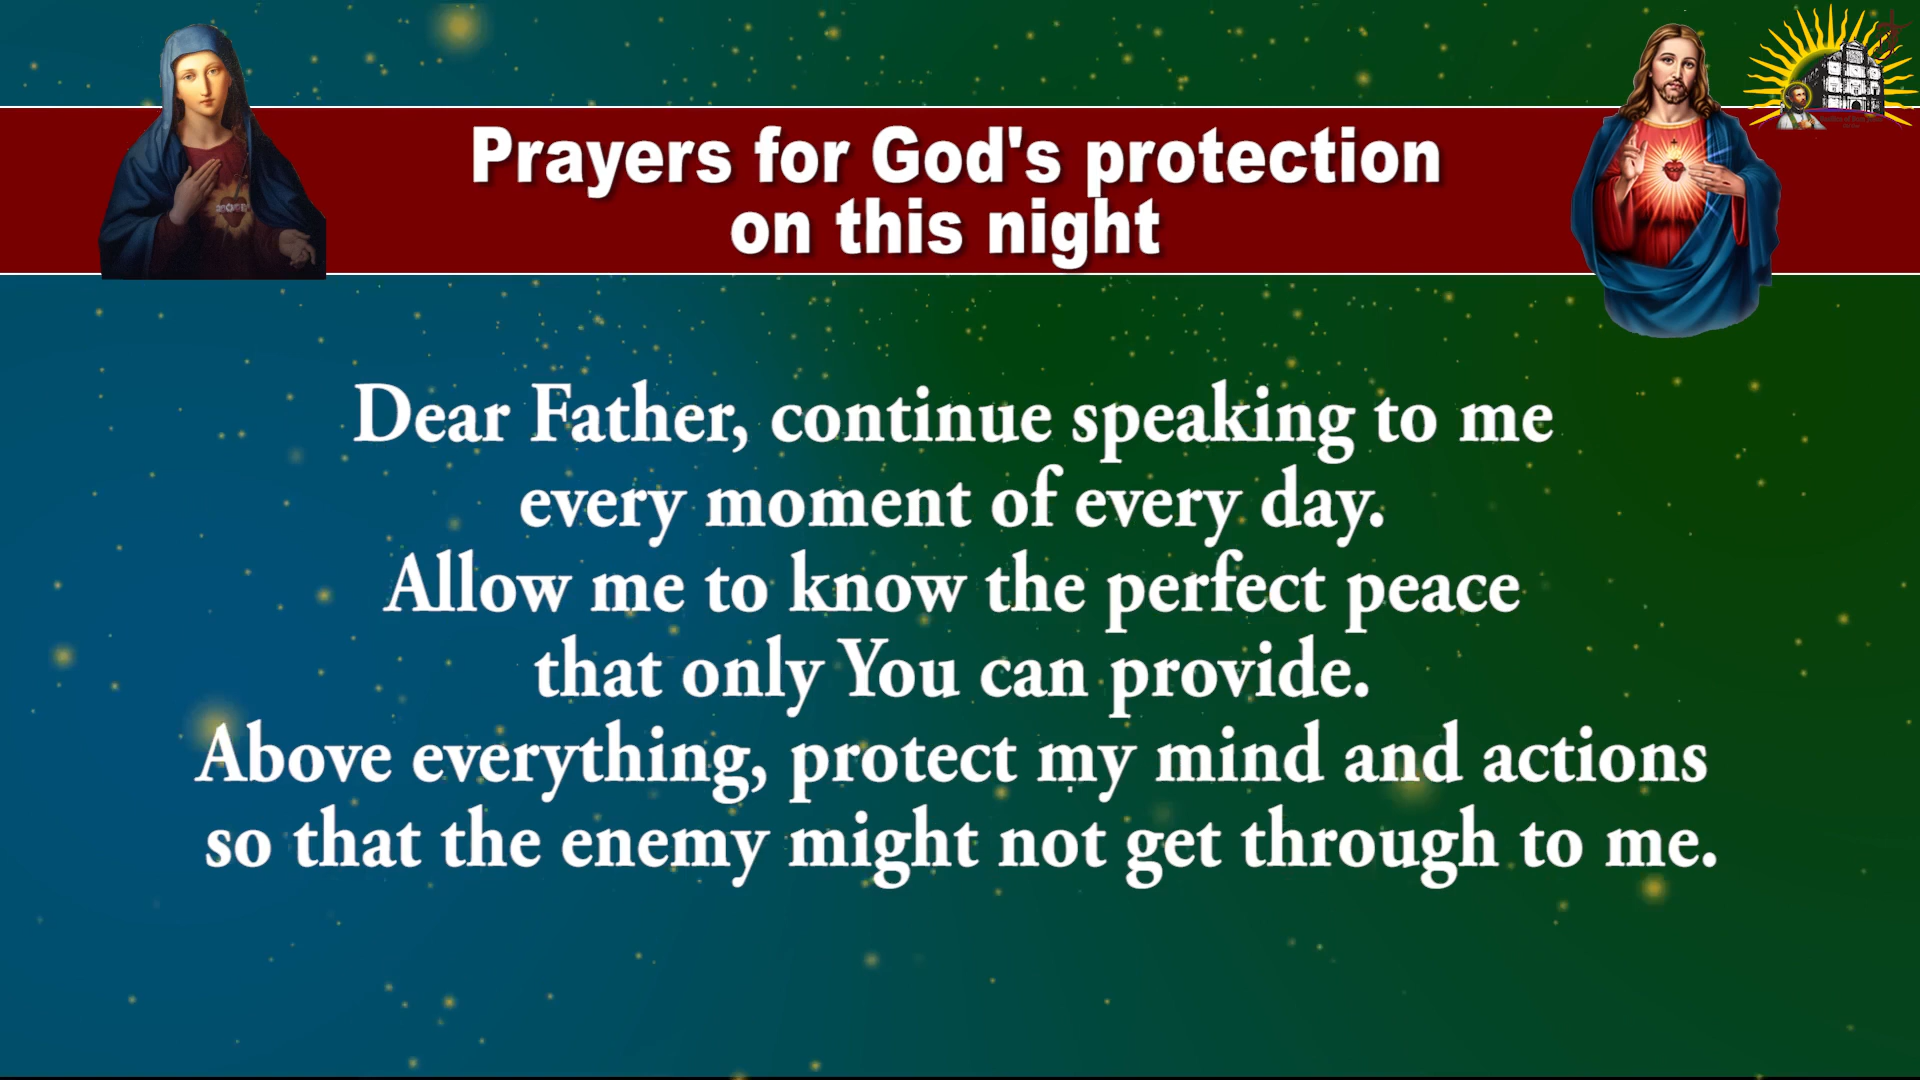 Prayers for God's protection
on this night
Dear Father, continue speaking to me
every moment of every day.
Allow me to know the perfect peace
that only You can provide.
Above everything, protect my mind and actions
so that the enemy might not get through to me.